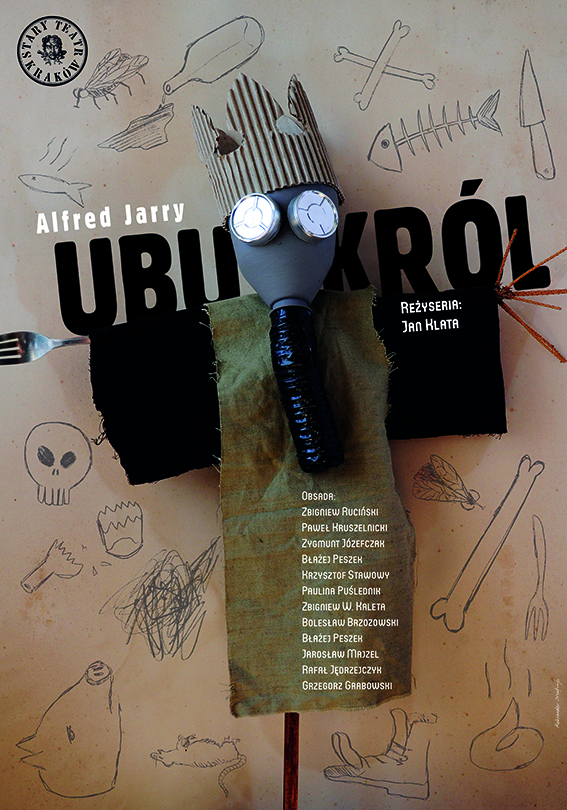 STARY TEATR
KRAKÓW
Alfred Jarry
UBU KRÓL
REŻYSERIA:
JAN KLATA
OBSADA:
ZBIGNIEW RUCIŃSKI
PAWEŁ KRUSZELNICKI
ZYGMUNT JÓZEFCZAK
BŁAŻEJ PESZEK
KRZYSZTOF STAWOWY
PAULINA PUŚLEDNIK
ZBIGNIEW W. KALETA
BOLESŁAW BRZOZOWSKI
BŁAŻEJ PESZEK
JAROSŁAW MAJZEL
RAFAŁ JĘDRZEJCZYK
GRZEGORZ GRABOWSKI